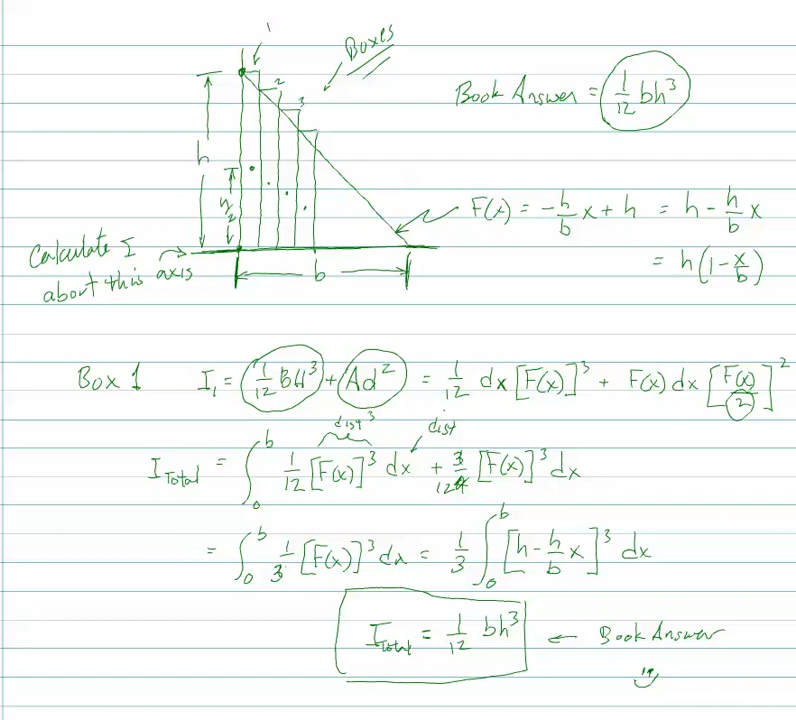 1
Boxes
2
3
Book Answer = 1/12 bh³
h
h/2
F(x) = -h/b x + h = h - h/b x
= h(1 - x/b)
Calculate I
about this axis
b
Box 1 I₁ = 1/12 BH³ + Ad² = 1/12 dx [F(x)]³ + F(x) dx [F(x)/2]²
dist³ dist
I Total = ∫₀ᵇ 1/12 [F(x)]³ dx + 3/12 [F(x)]³ dx
= ∫₀ᵇ 1/3 [F(x)]³ dx = 1/3 ∫₀ᵇ [h - h/b x]³ dx
I Total = 1/12 bh³ ← Book Answer